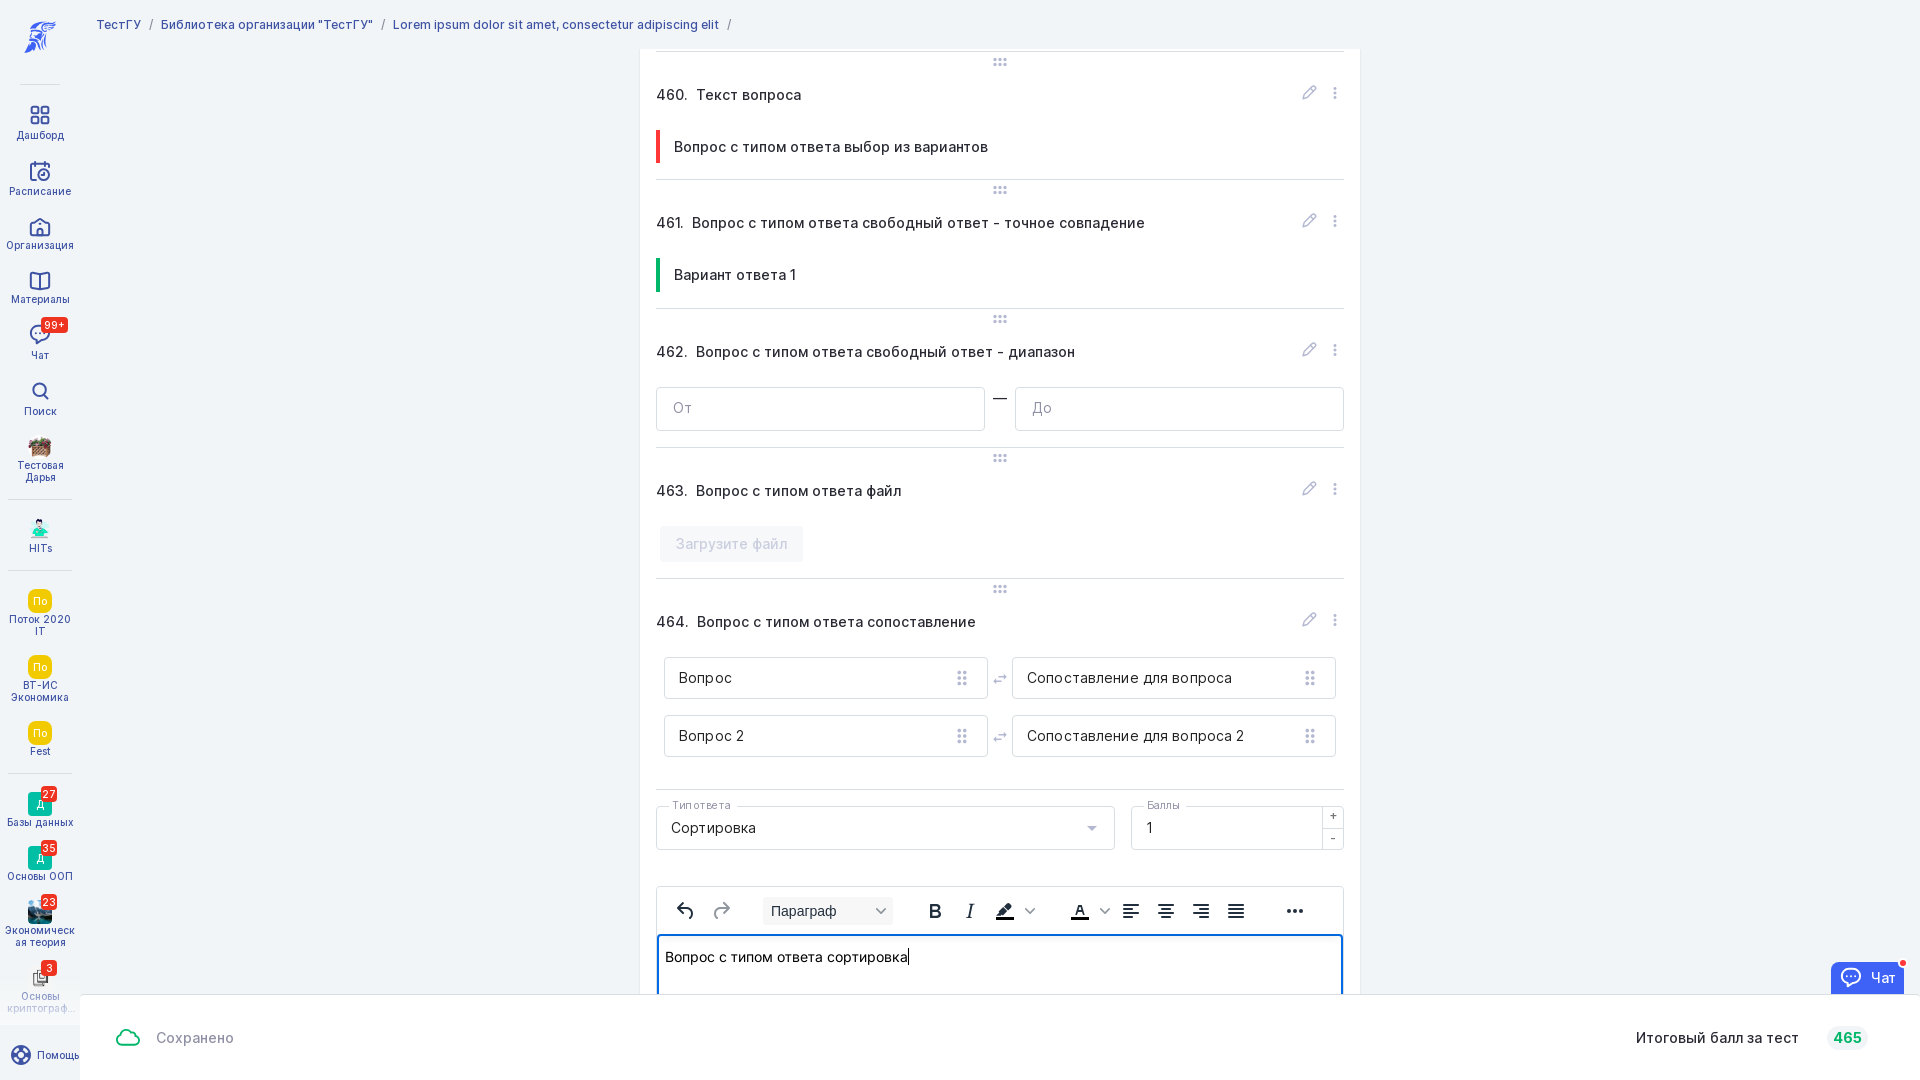 ТестГУ / Библиотека организации "ТестГУ" / Lorem ipsum dolor sit amet, consectetur adipiscing elit /
Дашборд
Расписание
Организация
Материалы
99+
Чат
Поиск
Тестовая
Дарья
HITs
По
Поток 2020
IT
По
ВТ-ИС
Экономика
По
Fest
27
Д
Базы данных
35
Д
Основы ООП
23
Экономическ
ая теория
3
Основы
криптограф...
Помощь
460. Текст вопроса
Вопрос с типом ответа выбор из вариантов
461. Вопрос с типом ответа свободный ответ - точное совпадение
Вариант ответа 1
462. Вопрос с типом ответа свободный ответ - диапазон
От — До
463. Вопрос с типом ответа файл
Загрузите файл
464. Вопрос с типом ответа сопоставление
Вопрос Сопоставление для вопроса
Вопрос 2 Сопоставление для вопроса 2
Тип ответа Баллы
Сортировка 1 + -
Параграф B I A
Вопрос с типом ответа сортировка
Чат
Сохранено Итоговый балл за тест 465